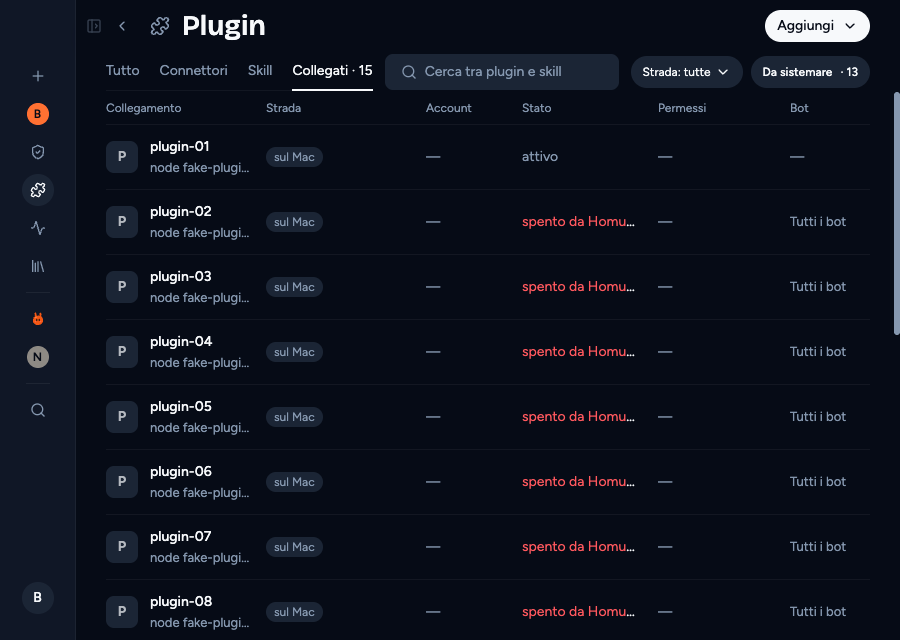 Plugin
Aggiungi
Tutto Connettori Skill Collegati · 15 Cerca tra plugin e skill Strada: tutte Da sistemare · 13
Collegamento Strada Account Stato Permessi Bot
B
P plugin-01 sul Mac — attivo — —
node fake-plugi...
P plugin-02 sul Mac — spento da Homu... — Tutti i bot
node fake-plugi...
P plugin-03 sul Mac — spento da Homu... — Tutti i bot
node fake-plugi...
P plugin-04 sul Mac — spento da Homu... — Tutti i bot
node fake-plugi...
N
P plugin-05 sul Mac — spento da Homu... — Tutti i bot
node fake-plugi...
P plugin-06 sul Mac — spento da Homu... — Tutti i bot
node fake-plugi...
P plugin-07 sul Mac — spento da Homu... — Tutti i bot
node fake-plugi...
P plugin-08 sul Mac — spento da Homu... — Tutti i bot
node fake-plugi...
B